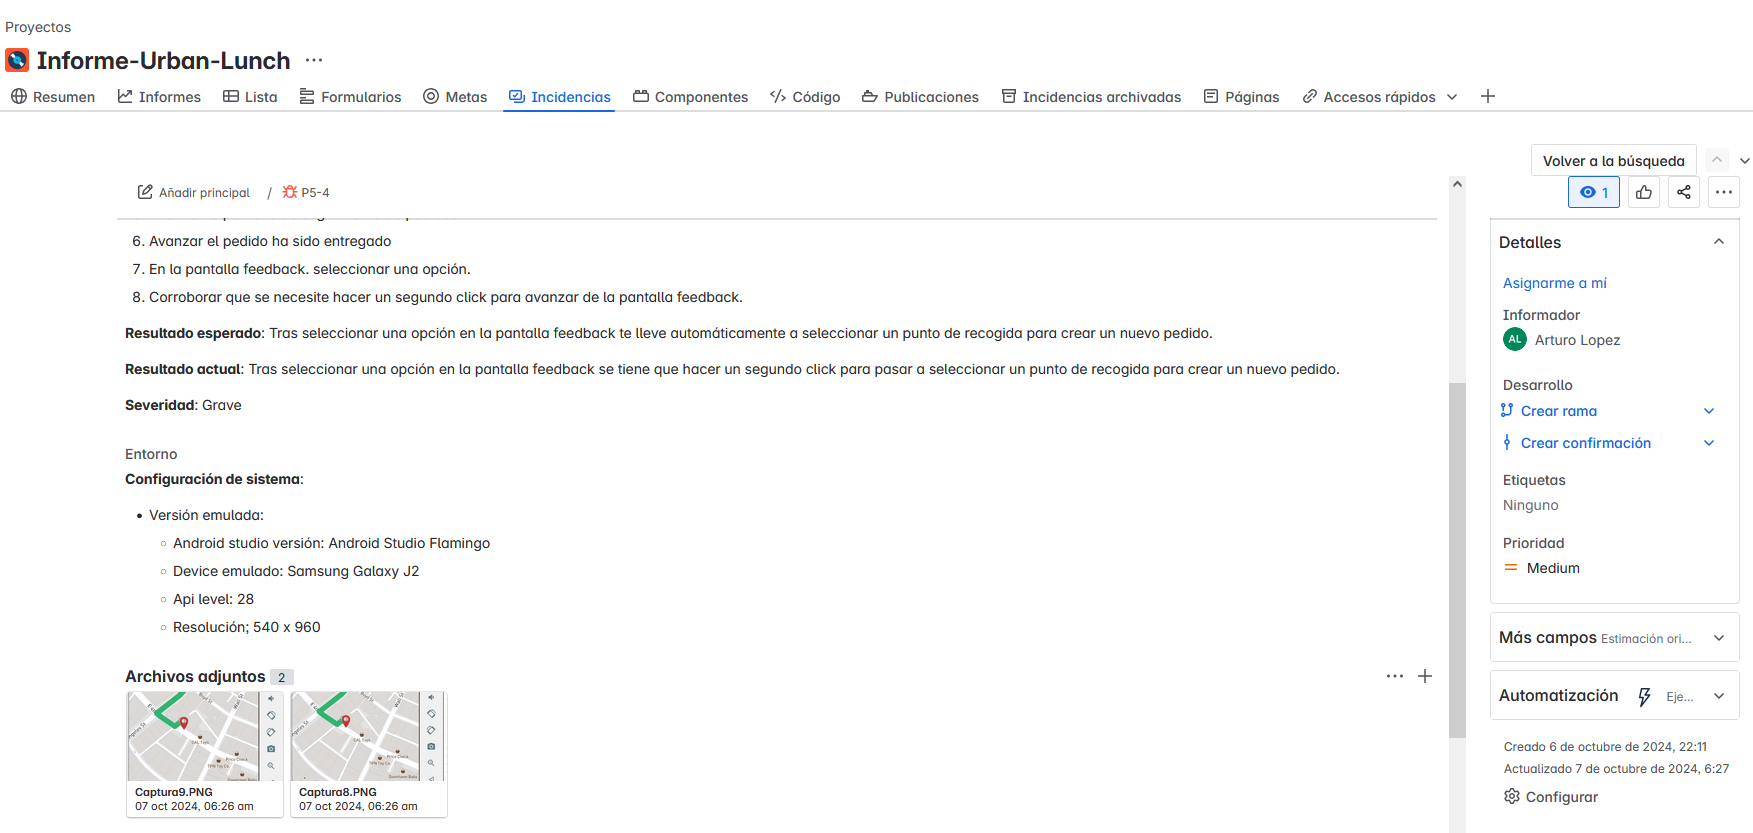 Proyectos
Informe-Urban-Lunch ...
Resumen Informes Lista Formularios Metas Incidencias Componentes Código Publicaciones Incidencias archivadas Páginas Accesos rápidos
Volver a la búsqueda
Añadir principal / P5-4
1
6. Avanzar el pedido ha sido entregado
7. En la pantalla feedback. seleccionar una opción.
8. Corroborar que se necesite hacer un segundo click para avanzar de la pantalla feedback.
Resultado esperado: Tras seleccionar una opción en la pantalla feedback te lleve automáticamente a seleccionar un punto de recogida para crear un nuevo pedido.
Resultado actual: Tras seleccionar una opción en la pantalla feedback se tiene que hacer un segundo click para pasar a seleccionar un punto de recogida para crear un nuevo pedido.
Severidad: Grave
Entorno
Configuración de sistema:
• Versión emulada:
○ Android studio versión: Android Studio Flamingo
○ Device emulado: Samsung Galaxy J2
○ Api level: 28
○ Resolución; 540 x 960
Archivos adjuntos 2
Captura9.PNG
07 oct 2024, 06:26 am
Captura8.PNG
07 oct 2024, 06:26 am
Detalles
Asignarme a mí
Informador
AL Arturo Lopez
Desarrollo
Crear rama
Crear confirmación
Etiquetas
Ninguno
Prioridad
Medium
Más campos Estimación ori...
Automatización Eje...
Creado 6 de octubre de 2024, 22:11
Actualizado 7 de octubre de 2024, 6:27
Configurar